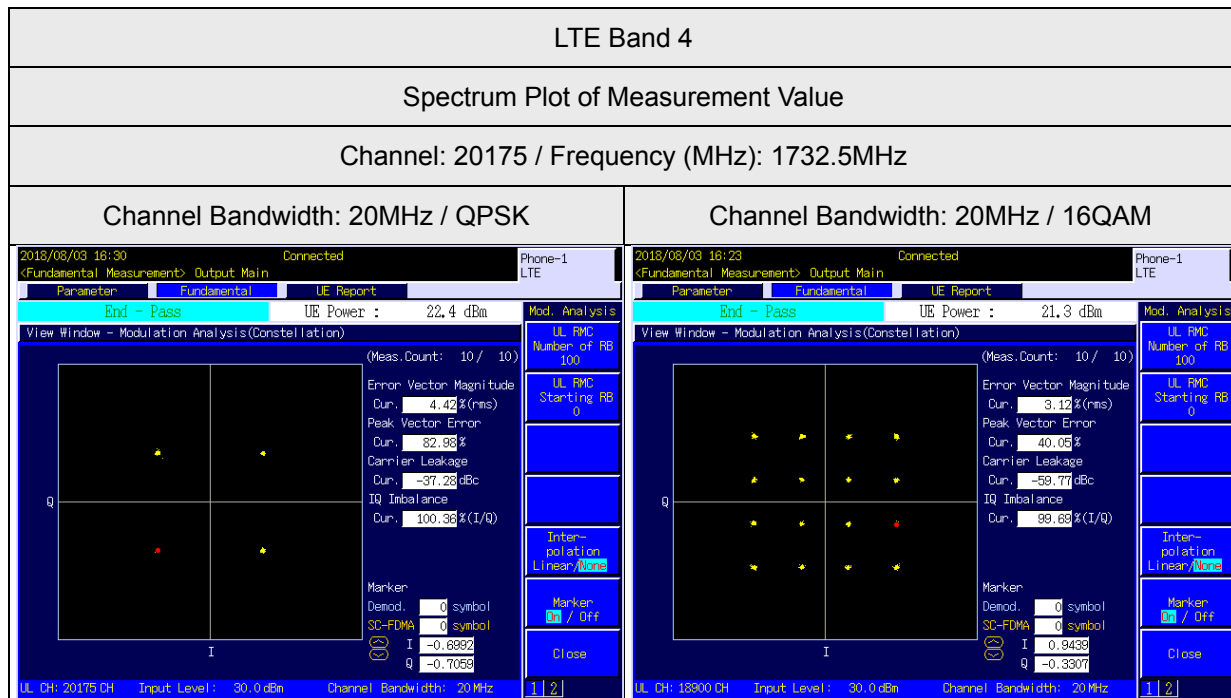 LTE Band 4
Spectrum Plot of Measurement Value
Channel: 20175 / Frequency (MHz): 1732.5MHz
Channel Bandwidth: 20MHz / QPSK
Channel Bandwidth: 20MHz / 16QAM
2018/08/03 16:30 Connected Phone-1
<Fundamental Measurement> Output Main LTE
Parameter Fundamental UE Report
End - Pass UE Power : 22.4 dBm Mod. Analysis
View Window - Modulation Analysis(Constellation)
UL RMC
Number of RB
100
(Meas.Count: 10/ 10)
Error Vector Magnitude
Cur. 4.42 %(rms)
Peak Vector Error
Cur. 82.98 %
Carrier Leakage
Cur. -37.28 dBc
IQ Imbalance
Cur. 100.36 %(I/Q)
UL RMC
Starting RB
0
Q
I
Inter-
polation
Linear/None
Marker
Demod. 0 symbol
SC-FDMA 0 symbol
I -0.6992
Q -0.7059
Marker
On / Off
Close
UL CH: 20175 CH Input Level: 30.0 dBm Channel Bandwidth: 20 MHz 1 2
2018/08/03 16:23 Connected Phone-1
<Fundamental Measurement> Output Main LTE
Parameter Fundamental UE Report
End - Pass UE Power : 21.3 dBm Mod. Analysis
View Window - Modulation Analysis(Constellation)
UL RMC
Number of RB
100
(Meas.Count: 10/ 10)
Error Vector Magnitude
Cur. 3.12 %(rms)
Peak Vector Error
Cur. 40.05 %
Carrier Leakage
Cur. -59.77 dBc
IQ Imbalance
Cur. 99.69 %(I/Q)
UL RMC
Starting RB
0
Q
I
Inter-
polation
Linear/None
Marker
Demod. 0 symbol
SC-FDMA 0 symbol
I 0.9439
Q -0.3307
Marker
On / Off
Close
UL CH: 18900 CH Input Level: 30.0 dBm Channel Bandwidth: 20 MHz 1 2